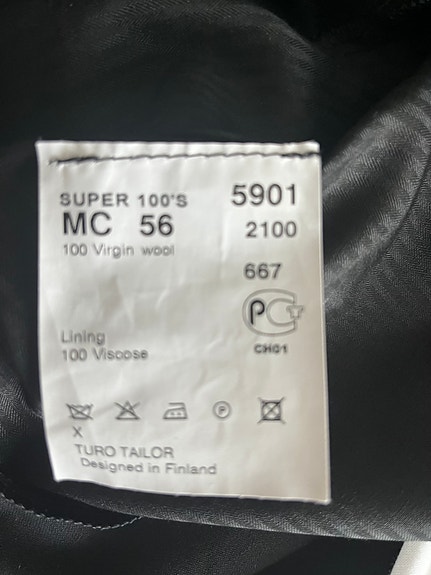 SUPER 100'S 5901
MC 56 2100
100 Virgin wool
667
PCT
CH01
Lining
100 Viscose
P
X
TURO TAILOR
Designed in Finland